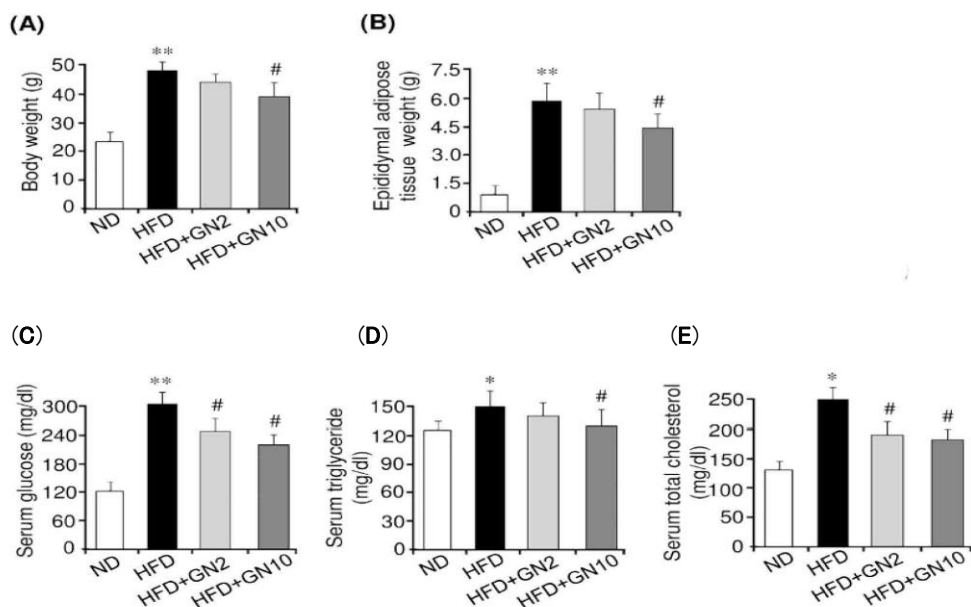 (A)
Body weight (g)
50
40
30
20
10
0
**
#
ND
HFD
HFD+GN2
HFD+GN10
(B)
Epididymal adipose
tissue weight (g)
7.5
6.0
4.5
3.0
1.5
0
**
#
ND
HFD
HFD+GN2
HFD+GN10
(C)
Serum glucose (mg/dl)
300
240
180
120
60
0
**
#
#
ND
HFD
HFD+GN2
HFD+GN10
(D)
Serum triglyceride
(mg/dl)
150
120
90
60
30
0
*
#
ND
HFD
HFD+GN2
HFD+GN10
(E)
Serum total cholesterol
(mg/dl)
250
200
150
100
50
0
*
#
#
ND
HFD
HFD+GN2
HFD+GN10